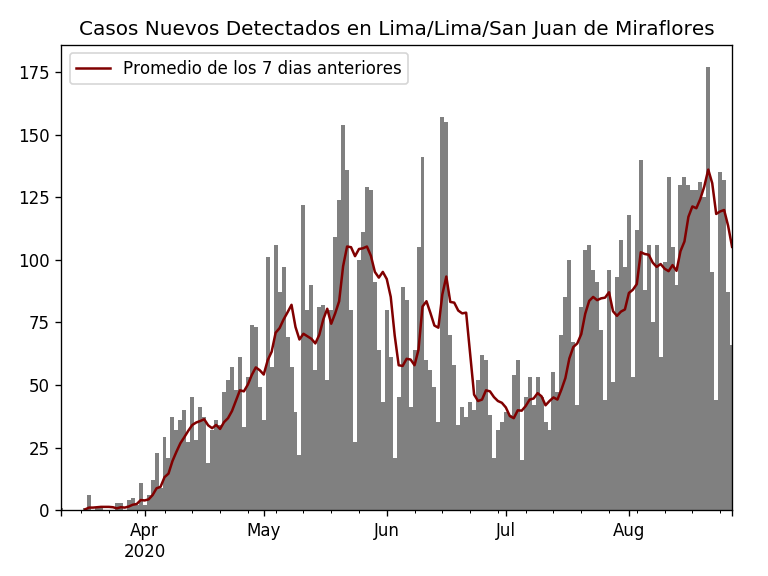 Casos Nuevos Detectados en Lima/Lima/San Juan de Miraflores
Promedio de los 7 dias anteriores
175
150
125
100
75
50
25
0
Apr
2020
May
Jun
Jul
Aug